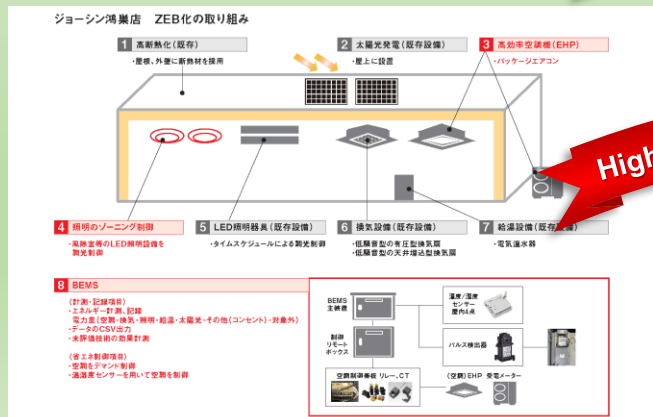 ジョーシン鴻巣店 ZEB化の取り組み
1 高断熱化(既存)
・屋根、外壁に断熱材を採用
2 太陽光発電(既存設備)
・屋上に設置
3 高効率空調機(EHP)
・パッケージエアコン
High
4 照明のゾーニング制御
・風除室等のLED照明設備を
調光制御
5 LED照明器具(既存設備)
・タイムスケジュールによる調光制御
6 換気設備(既存設備)
・低騒音型の有圧型換気扇
・低騒音型の天井埋込型換気扇
7 給湯設備(既存設備)
・電気温水器
8 BEMS
(計測・記録項目)
・エネルギー計測、記録
電力量(空調・換気・照明・給湯・太陽光・その他(コンセント)・対象外)
・データのCSV出力
・未評価技術の効果計測
(省エネ制御項目)
・空調をデマンド制御
・温湿度センサーを用いて空調を制御
BEMS
主装置
温度/湿度
センサー
屋内4点
制御
リモート
ボックス
パルス検出器
空調制御基板 リレー、CT
(空調)EHP 受電メーター